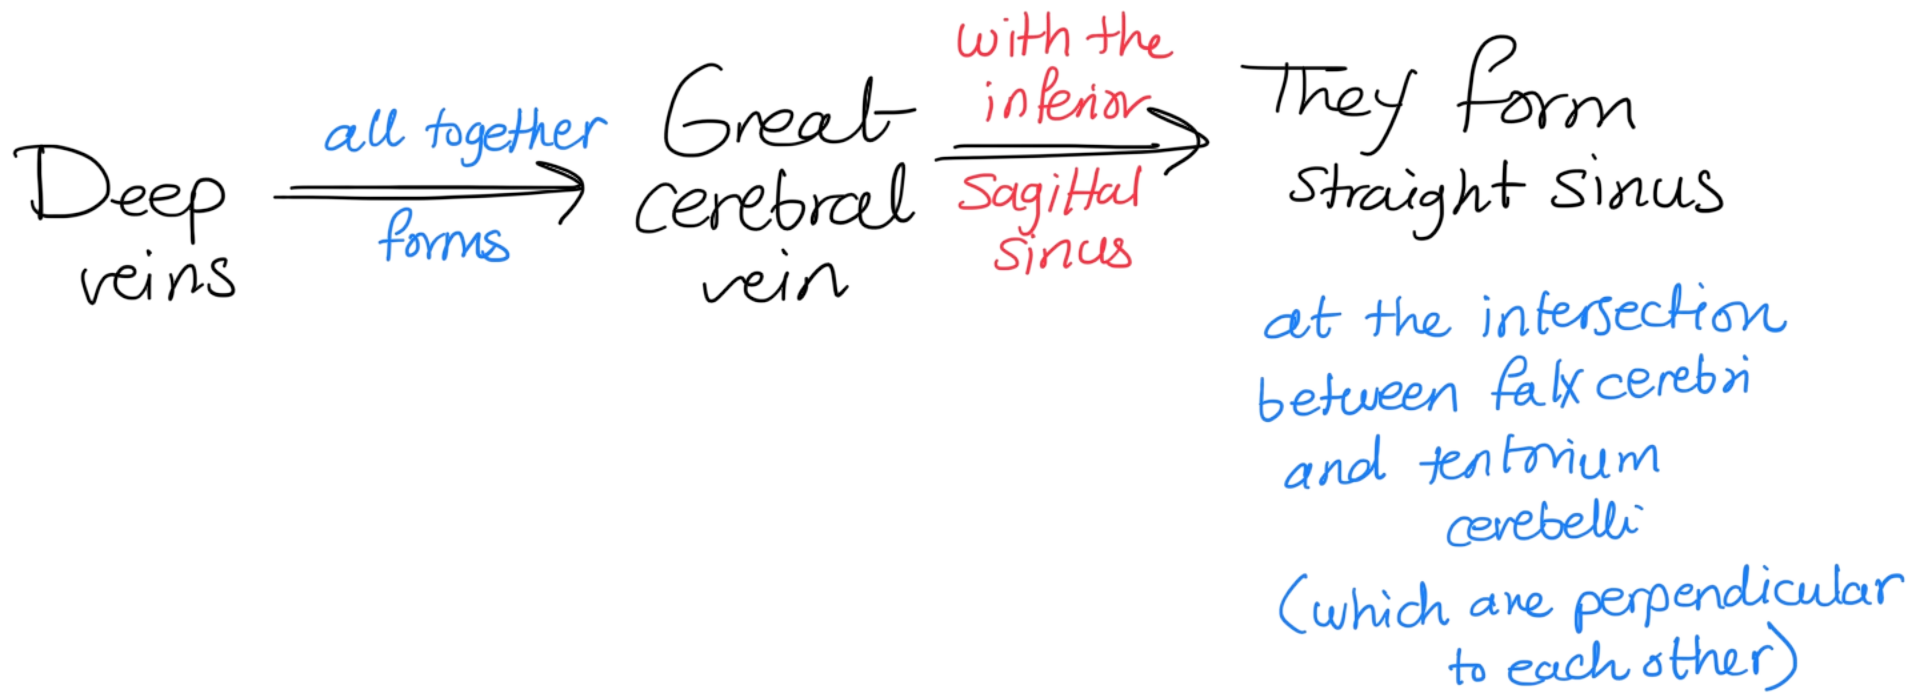 Deep
veins
all together
forms
Great
cerebral
vein
with the
inferior
Sagittal
sinus
They form
straight sinus
at the intersection
between falx cerebri
and tentorium
cerebelli
(which are perpendicular
to each other)